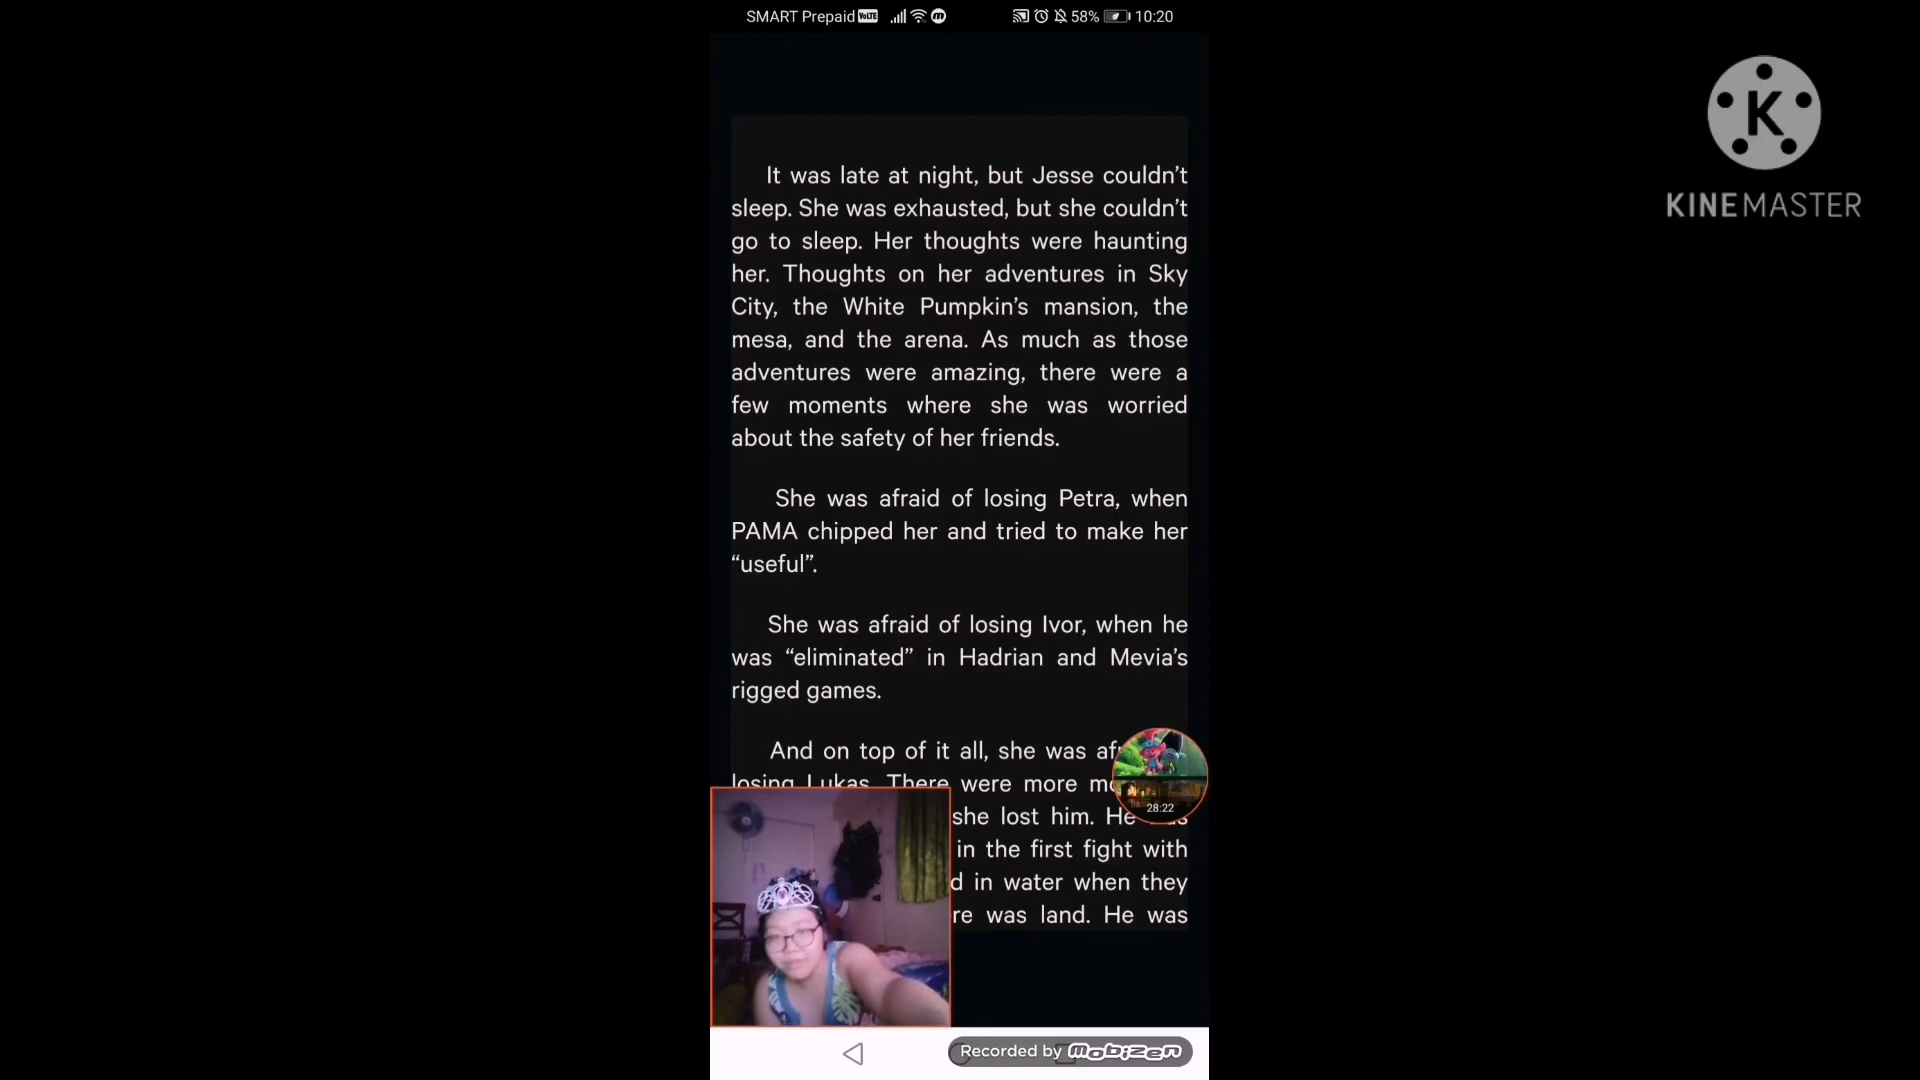 SMART Prepaid VoLTE 58% 10:20
It was late at night, but Jesse couldn’t
sleep. She was exhausted, but she couldn’t
go to sleep. Her thoughts were haunting
her. Thoughts on her adventures in Sky
City, the White Pumpkin’s mansion, the
mesa, and the arena. As much as those
adventures were amazing, there were a
few moments where she was worried
about the safety of her friends.
She was afraid of losing Petra, when
PAMA chipped her and tried to make her
“useful”.
She was afraid of losing Ivor, when he
was “eliminated” in Hadrian and Mevia’s
rigged games.
And on top of it all, she was
losing Lukas. There were more
she lost him. He
in the first fight with
in water when they
was land. He was
28:22
Recorded by mobizen
K
KINEMASTER